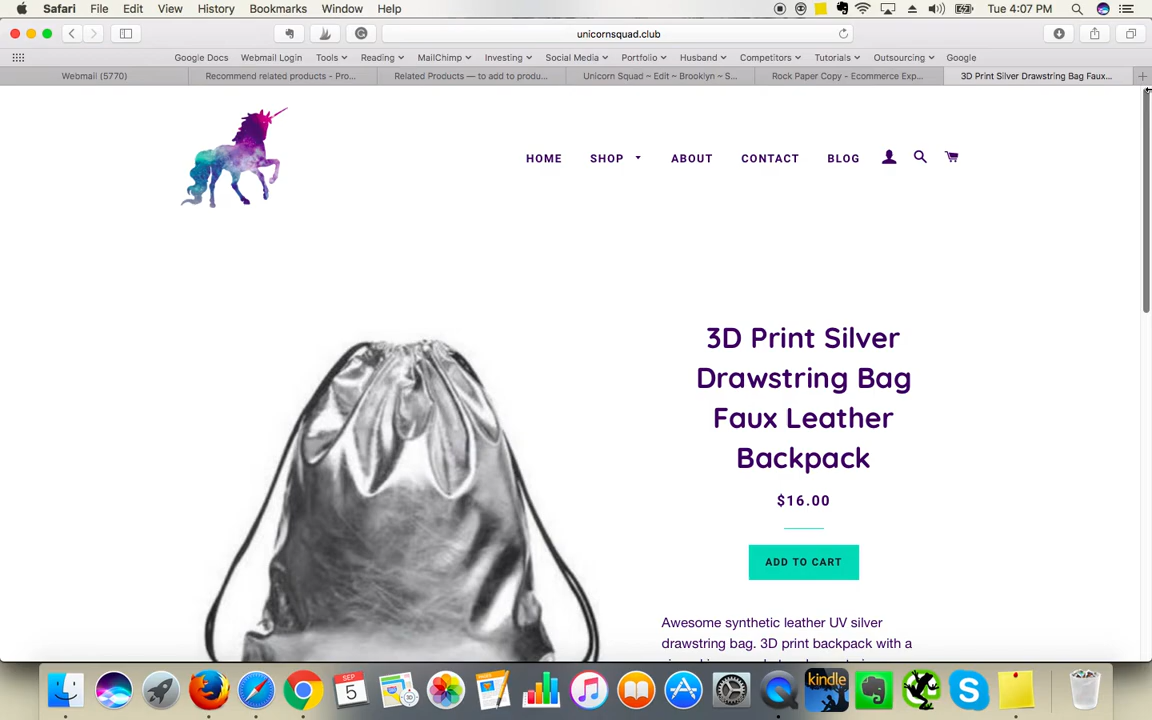 Safari File Edit View History Bookmarks Window Help Tue 4:07 PM
unicornsquad.club
Google Docs Webmail Login Tools Reading MailChimp Investing Social Media Portfolio Husband Competitors Tutorials Outsourcing Google
Webmail (5770) Recommend related products - Pro... Related Products — to add to produ... Unicorn Squad ~ Edit ~ Brooklyn ~ S... Rock Paper Copy - Ecommerce Exp... 3D Print Silver Drawstring Bag Faux...
HOME SHOP ABOUT CONTACT BLOG
3D Print Silver
Drawstring Bag
Faux Leather
Backpack
$16.00
ADD TO CART
Awesome synthetic leather UV silver
drawstring bag. 3D print backpack with a
SEP
5
kindle